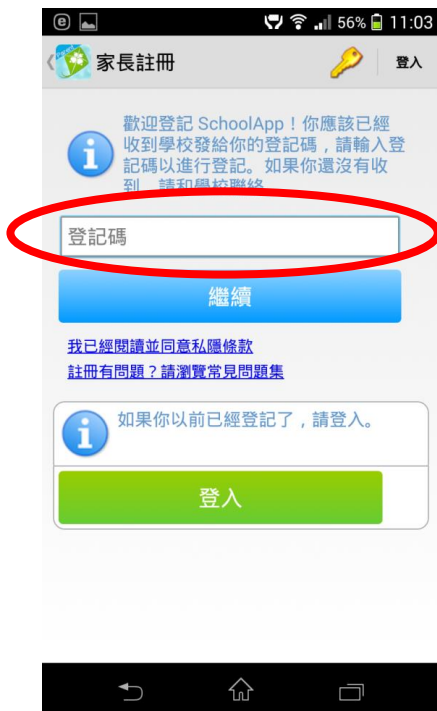 56% 11:03
家長註冊
登入
歡迎登記 SchoolApp！你應該已經
收到學校發給你的登記碼，請輸入登
記碼以進行登記。如果你還沒有收
到，請和學校聯絡
登記碼
繼續
我已經閱讀並同意私隱條款
註冊有問題？請瀏覽常見問題集
如果你以前已經登記了，請登入。
登入